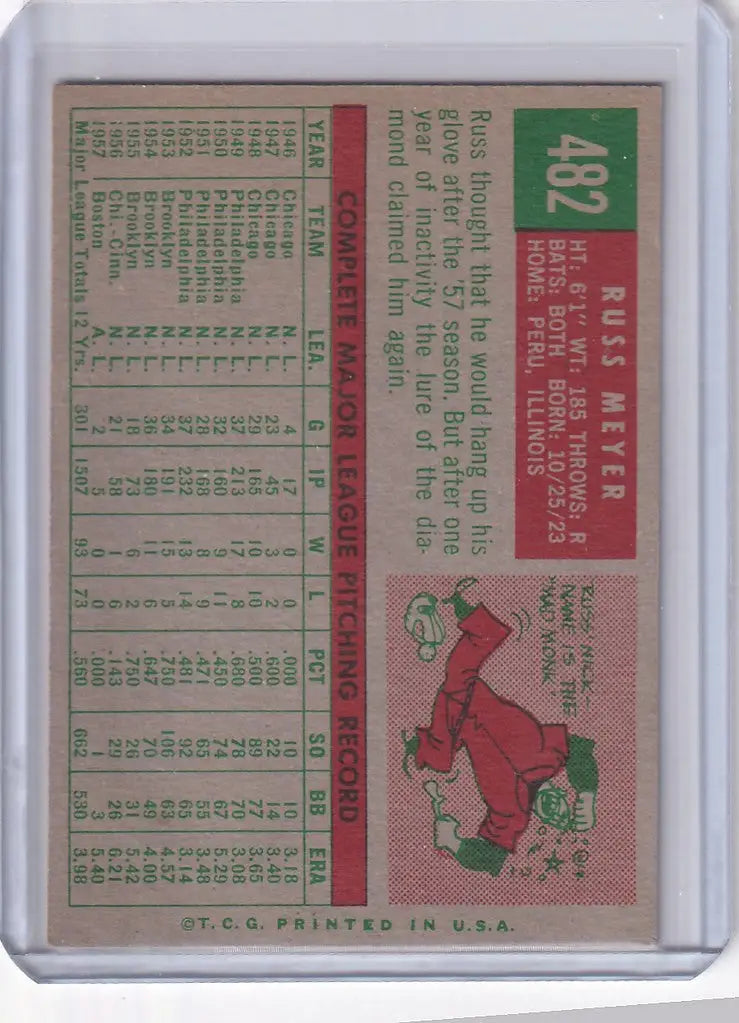 482
RUSS MEYER
HT: 6'1" WT: 185 THROWS: R
BATS: BOTH BORN: 10/25/23
HOME: PERU, ILLINOIS
Russ thought that he would hang up his
glove after the '57 season. But after one
year of inactivity the lure of the dia-
mond claimed him again.
RUSS' NICK-
NAME IS THE
"MAD MONK"
COMPLETE MAJOR LEAGUE PITCHING RECORD
YEAR TEAM LEA. G IP W L PCT SO BB ERA
1946 Chicago N. L. 4 17 0 0 .000 10 10 3.18
1947 Chicago N. L. 23 45 3 2 .600 22 14 3.40
1948 Chicago N. L. 29 165 10 10 .500 89 77 3.65
1949 Philadelphia N. L. 37 213 17 8 .680 78 70 3.08
1950 Philadelphia N. L. 32 160 9 11 .450 74 67 5.29
1951 Philadelphia N. L. 28 168 8 9 .471 65 55 3.48
1952 Philadelphia N. L. 37 232 13 14 .481 92 65 3.14
1953 Brooklyn N. L. 34 191 15 5 .750 106 63 4.57
1954 Brooklyn N. L. 36 180 11 6 .647 70 49 4.00
1955 Brooklyn N. L. 18 73 6 2 .750 26 31 5.42
1956 Chi.-Cinn. N. L. 21 58 1 6 .143 29 26 6.21
1957 Boston A. L. 2 5 0 0 .000 1 3 5.40
Major League Totals 12 Yrs. 301 1507 93 73 .560 662 530 3.98
©T.C.G. PRINTED IN U.S.A.